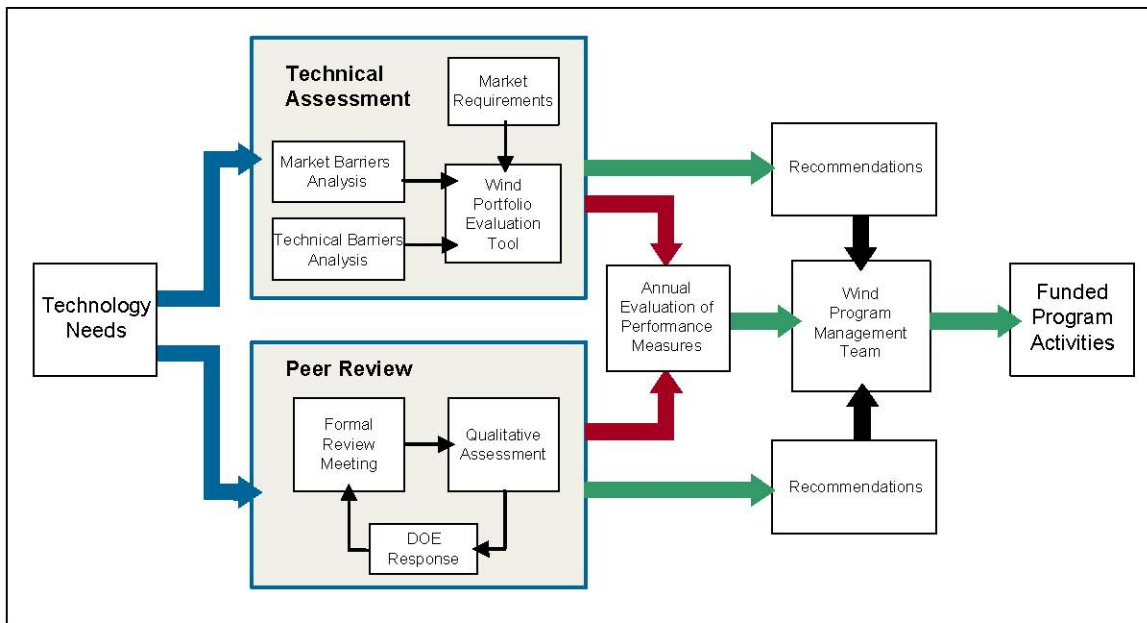 Technical
Assessment
Market
Requirements
Market Barriers
Analysis
Wind
Portfolio
Evaluation
Tool
Technical Barriers
Analysis
Recommendations
Technology
Needs
Annual
Evaluation of
Performance
Measures
Wind
Program
Management
Team
Funded
Program
Activities
Peer Review
Formal
Review
Meeting
Qualitative
Assessment
DOE
Response
Recommendations